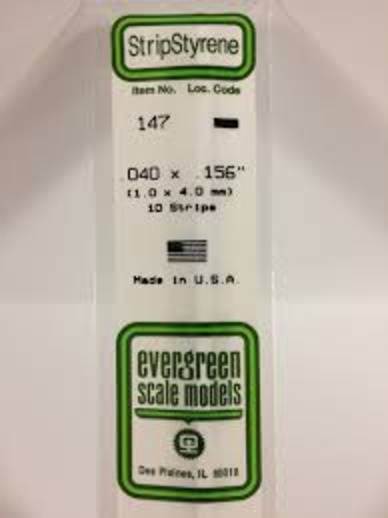 StripStyrene
Item No. Loc. Code
147
.040 x .156"
(1.0 x 4.0 mm)
10 Strips
Made in U.S.A.
evergreen
scale models
Des Plaines, IL